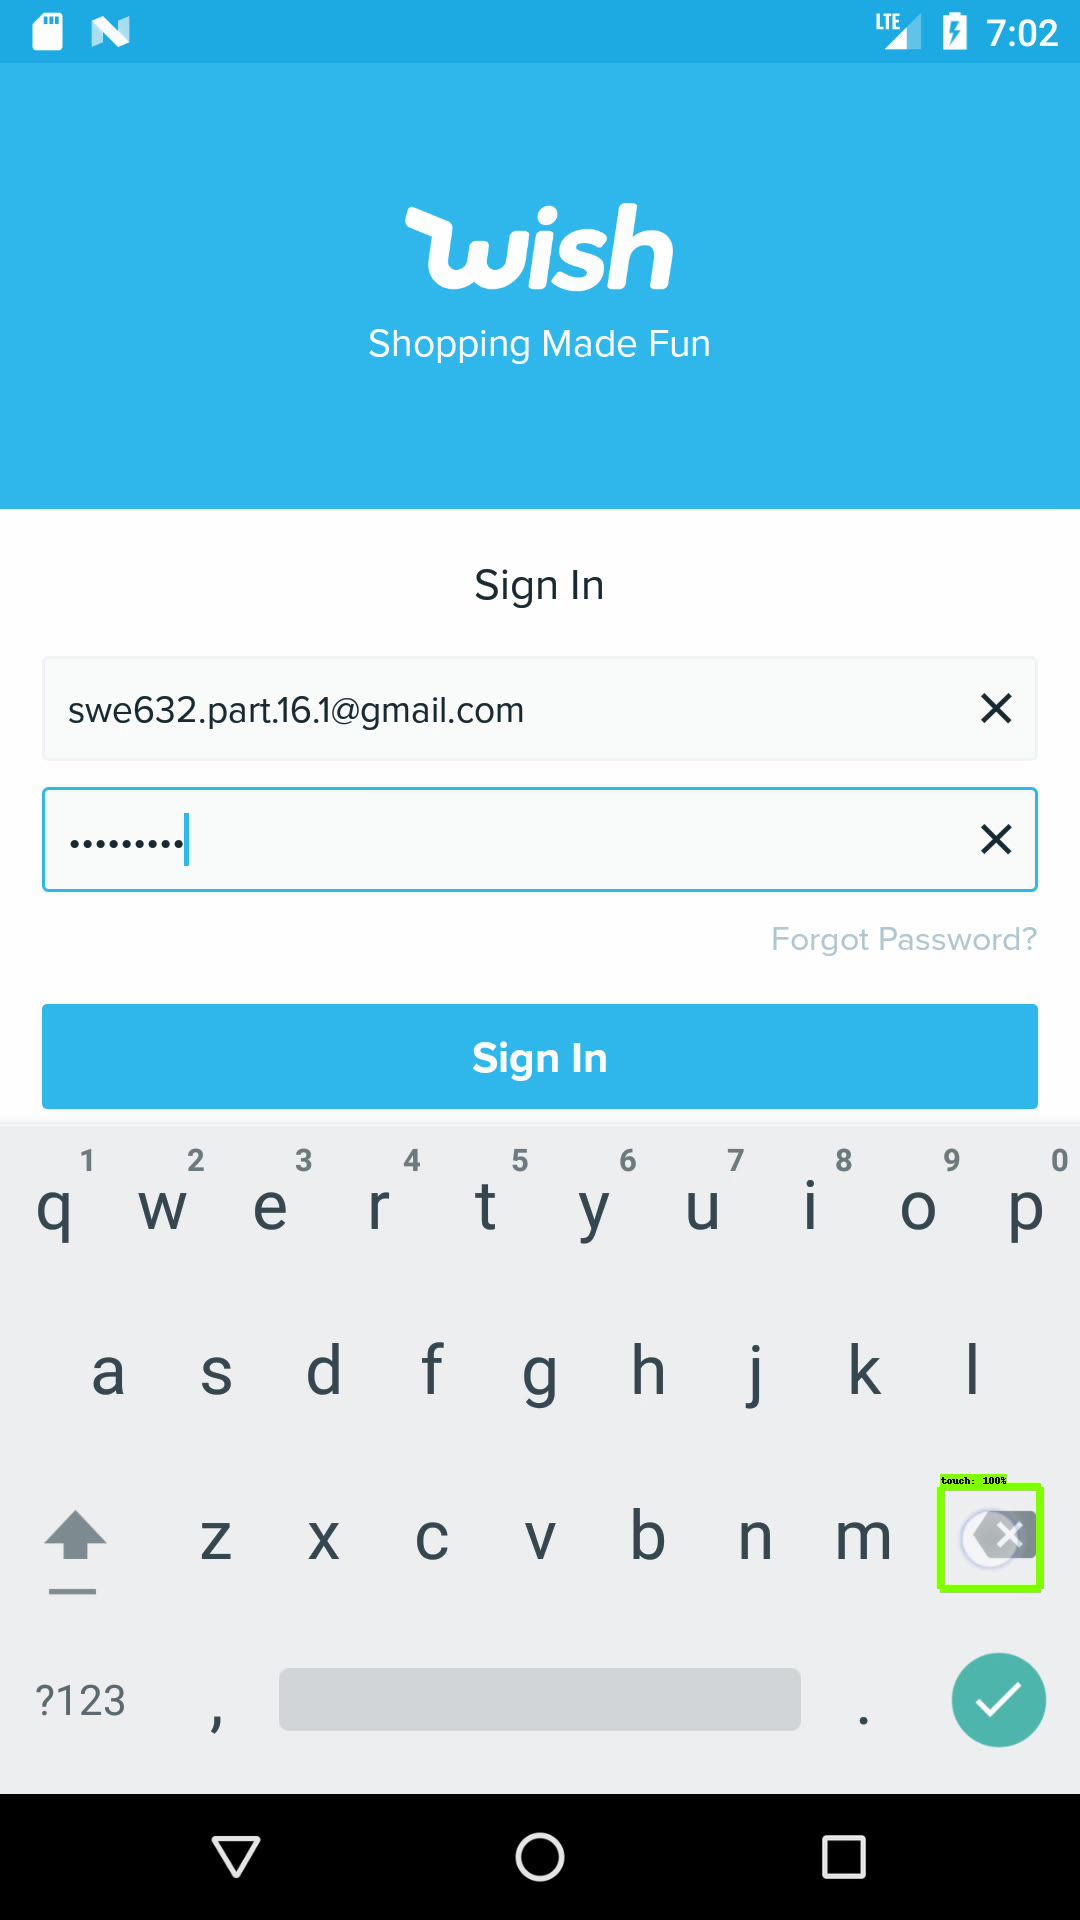 LTE 7:02
wish
Shopping Made Fun
Sign In
swe632.part.16.1@gmail.com
•••••••••
Forgot Password?
Sign In
1 2 3 4 5 6 7 8 9 0
q w e r t y u i o p
a s d f g h j k l
touch: 100%
z x c v b n m
?123 , .